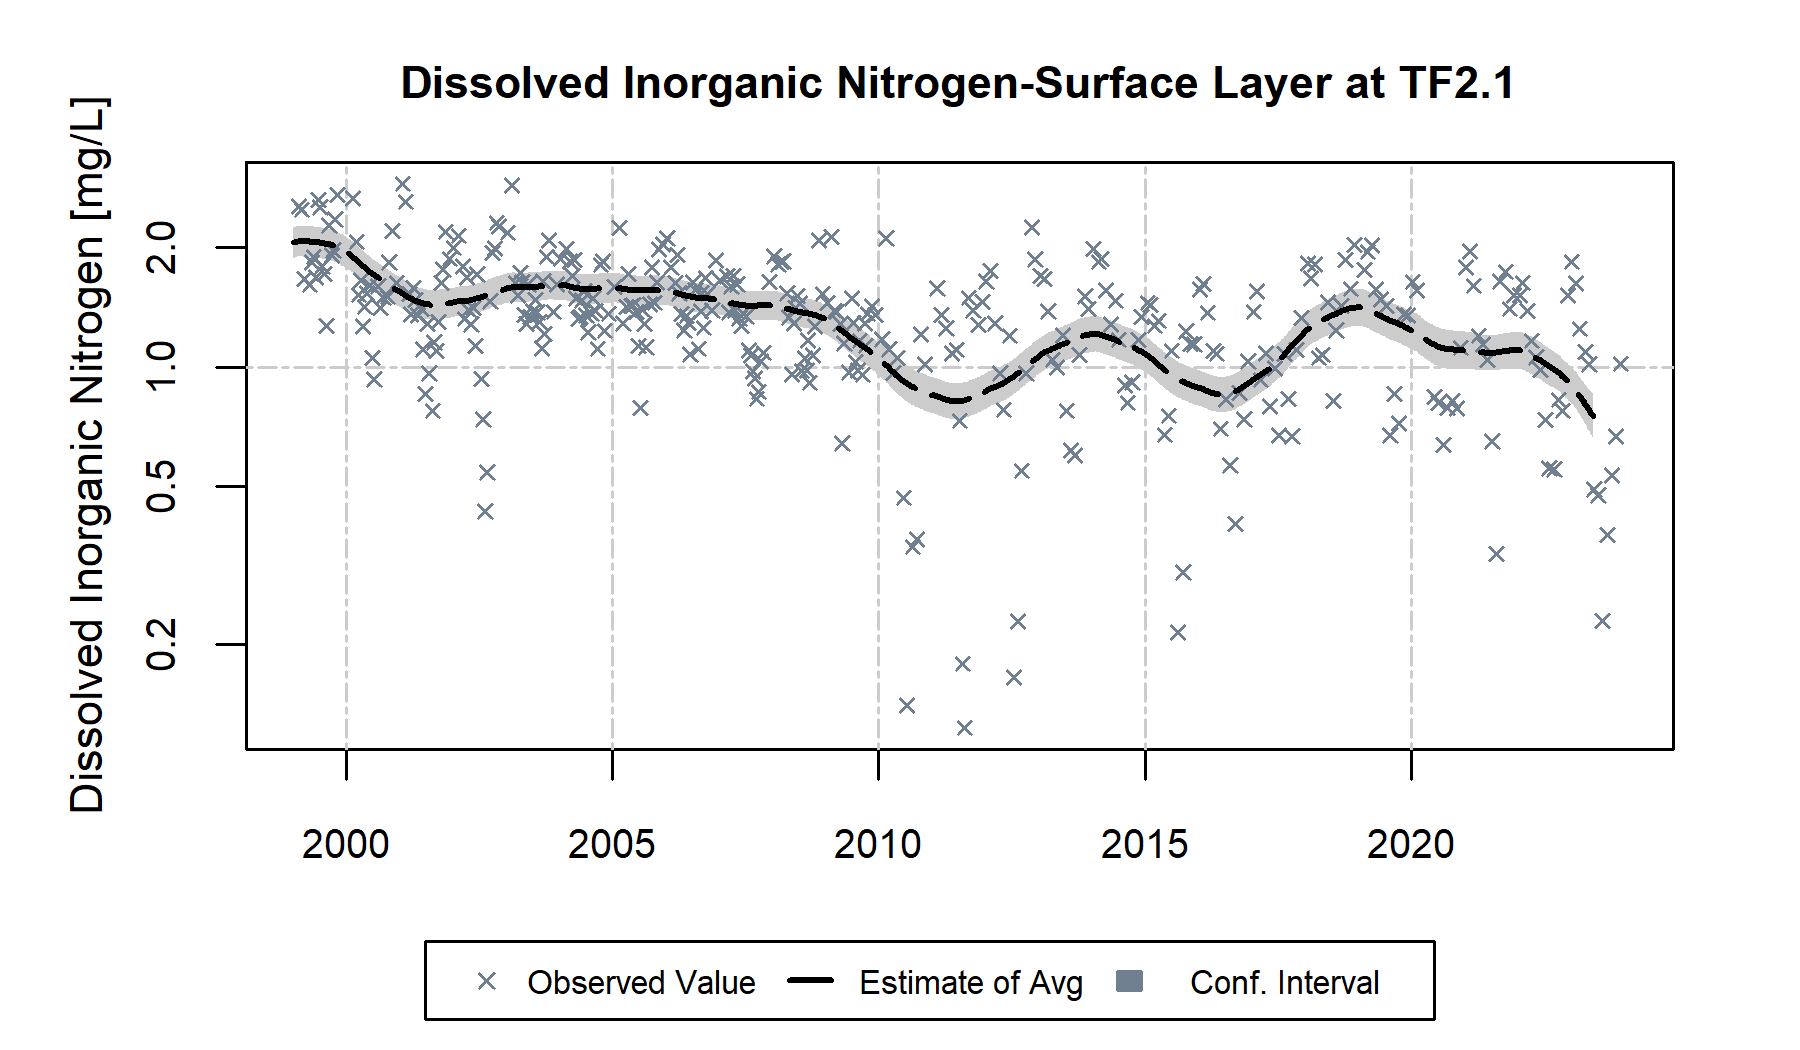 Dissolved Inorganic Nitrogen-Surface Layer at TF2.1
Dissolved Inorganic Nitrogen [mg/L]
2.0
1.0
0.5
0.2
2000 2005 2010 2015 2020
Observed Value Estimate of Avg Conf. Interval